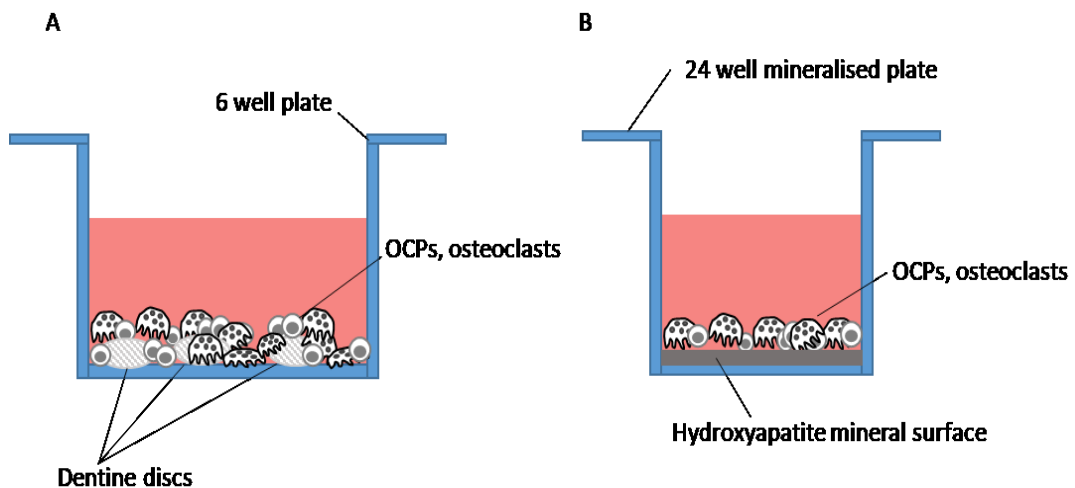 A
6 well plate
OCPs, osteoclasts
Dentine discs
B
24 well mineralised plate
OCPs, osteoclasts
Hydroxyapatite mineral surface